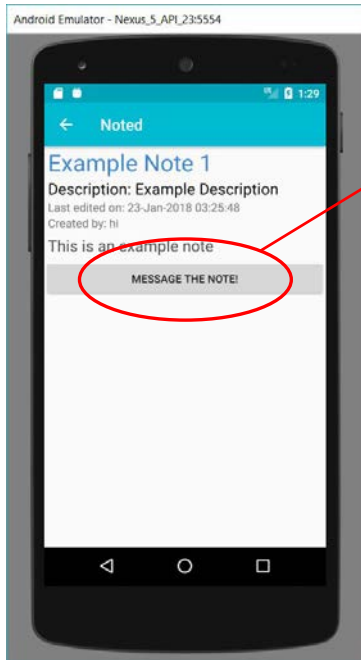 Android Emulator - Nexus_5_API_23:5554
1:29
Noted
Example Note 1
Description: Example Description
Last edited on: 23-Jan-2018 03:25:48
Created by: hi
This is an example note
MESSAGE THE NOTE!